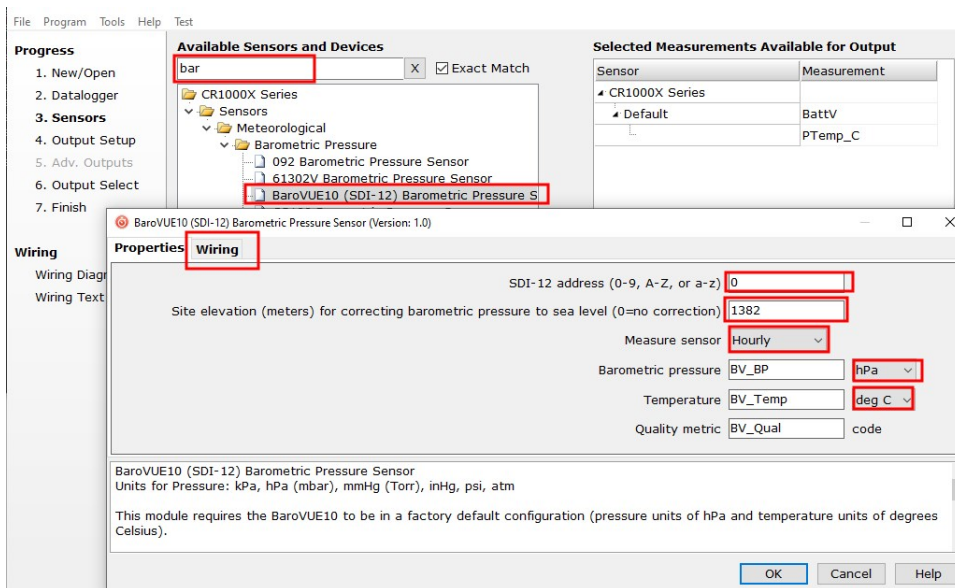 File Program Tools Help Test
Progress
1. New/Open
2. Datalogger
3. Sensors
4. Output Setup
5. Adv. Outputs
6. Output Select
7. Finish
Wiring
Wiring Diagr
Wiring Text
Available Sensors and Devices
bar X Exact Match
CR1000X Series
Sensors
Meteorological
Barometric Pressure
092 Barometric Pressure Sensor
61302V Barometric Pressure Sensor
BaroVUE10 (SDI-12) Barometric Pressure S
Selected Measurements Available for Output
Sensor Measurement
CR1000X Series
Default BattV
PTemp_C
BaroVUE10 (SDI-12) Barometric Pressure Sensor (Version: 1.0)
Properties Wiring
SDI-12 address (0-9, A-Z, or a-z) 0
Site elevation (meters) for correcting barometric pressure to sea level (0=no correction) 1382
Measure sensor Hourly
Barometric pressure BV_BP hPa
Temperature BV_Temp deg C
Quality metric BV_Qual code
BaroVUE10 (SDI-12) Barometric Pressure Sensor
Units for Pressure: kPa, hPa (mbar), mmHg (Torr), inHg, psi, atm
This module requires the BaroVUE10 to be in a factory default configuration (pressure units of hPa and temperature units of degrees
Celsius).
OK Cancel Help